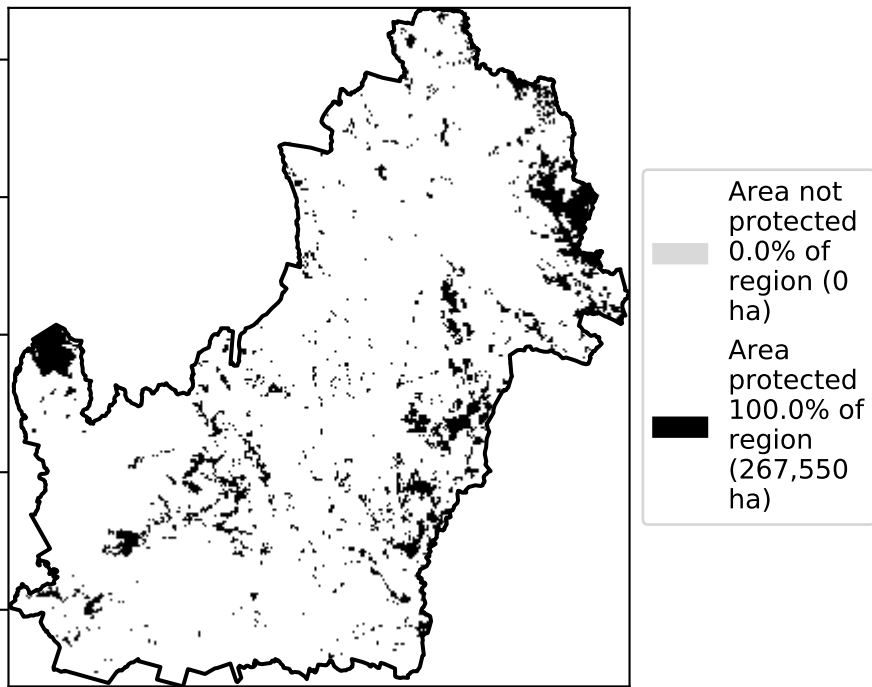 Area not
protected
0.0% of
region (0
ha)
Area
protected
100.0% of
region
(267,550
ha)